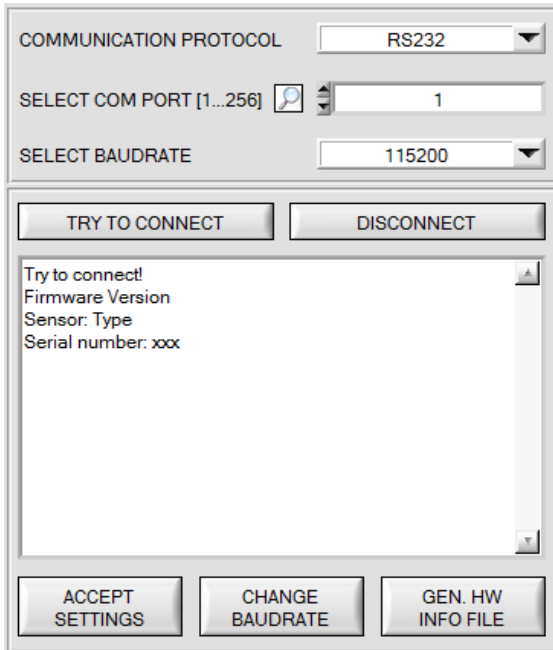 COMMUNICATION PROTOCOL RS232
SELECT COM PORT [1...256] 1
SELECT BAUDRATE 115200
TRY TO CONNECT DISCONNECT
Try to connect!
Firmware Version
Sensor: Type
Serial number: xxx
ACCEPT SETTINGS
CHANGE BAUDRATE
GEN. HW INFO FILE